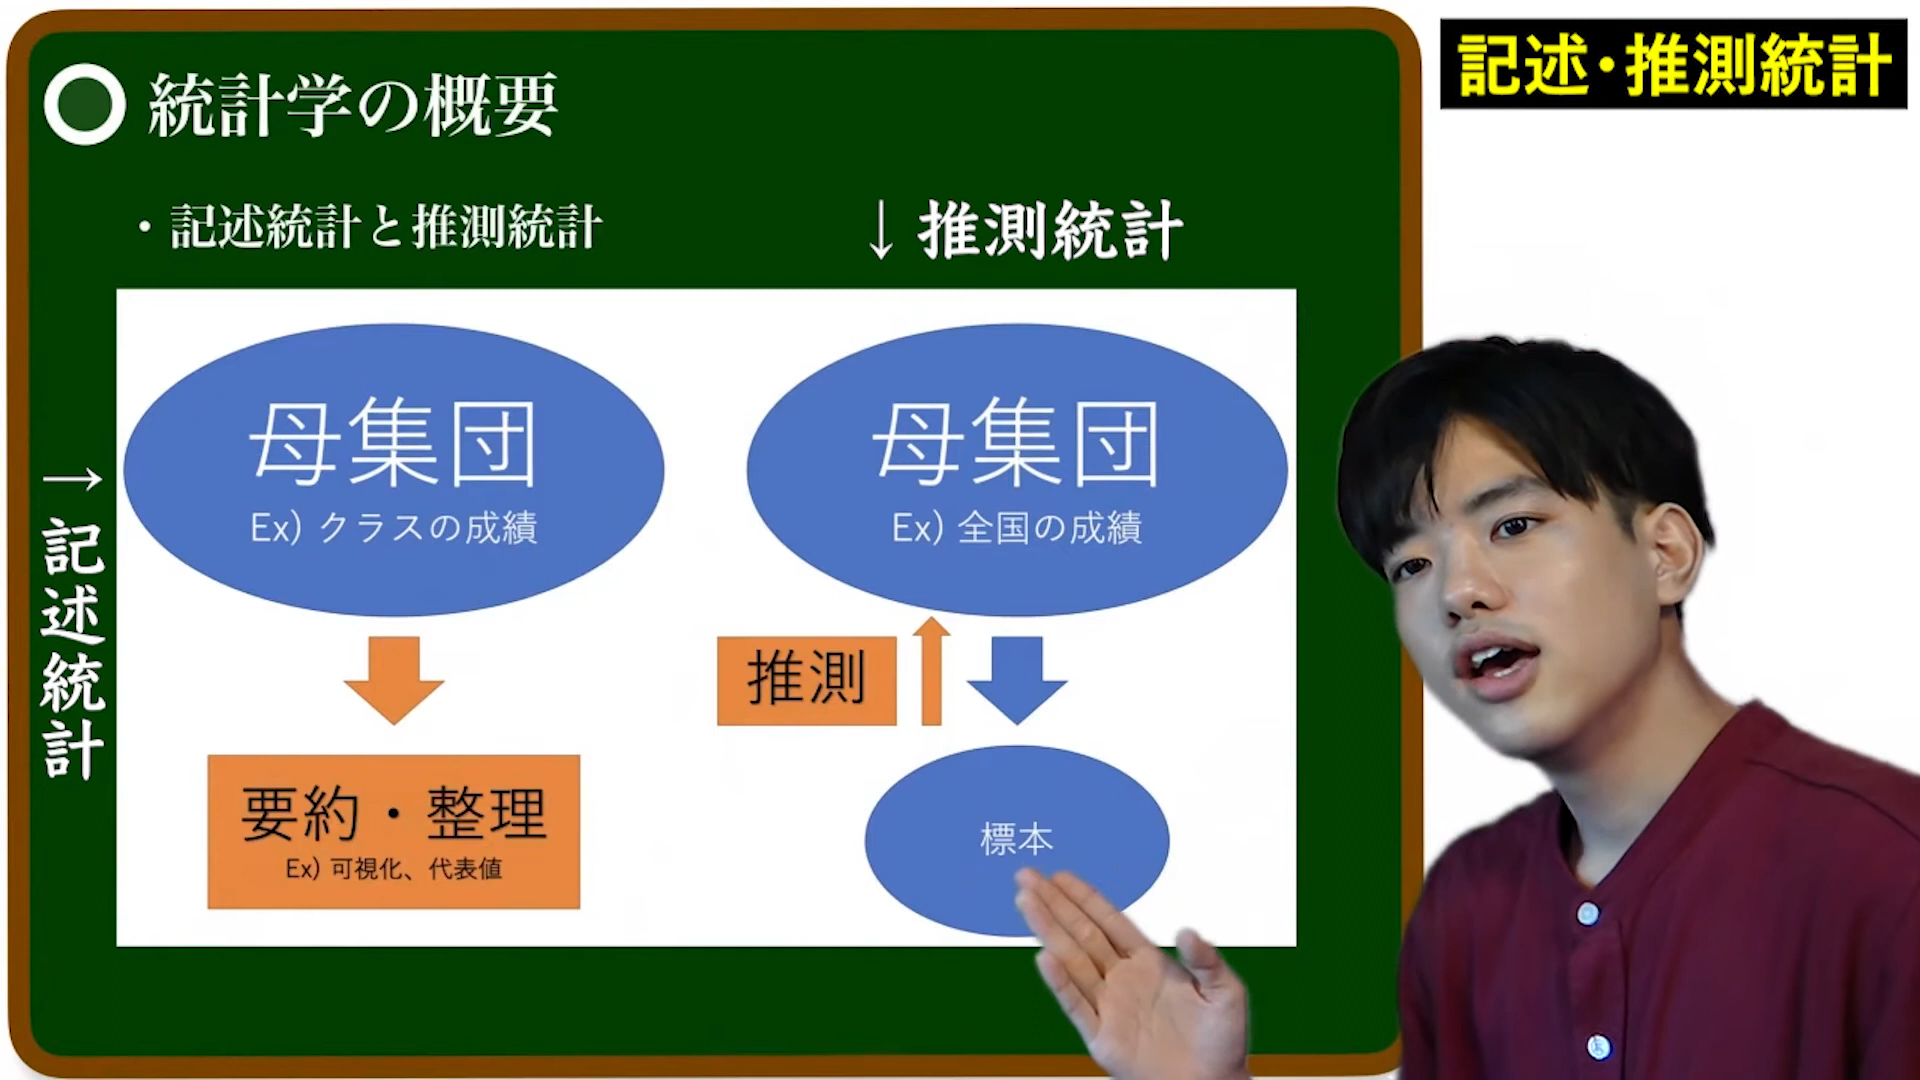 統計学の概要
記述・推測統計
・記述統計と推測統計
↓推測統計
→記述統計
母集団
Ex) クラスの成績
要約・整理
Ex) 可視化、代表値
母集団
Ex) 全国の成績
推測
標本